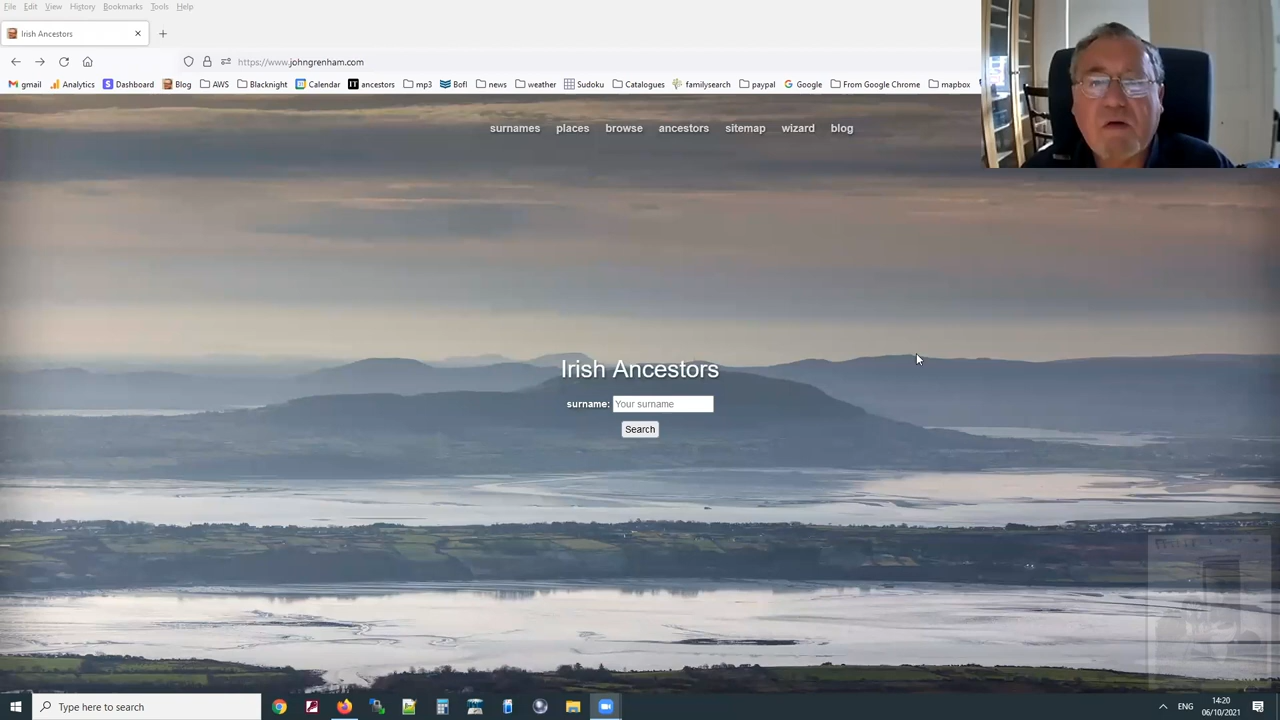 File Edit View History Bookmarks Tools Help
Irish Ancestors
https://www.johngrenham.com
gmail Analytics Dashboard Blog AWS Blacknight Calendar ancestors mp3 Bofi news weather Sudoku Catalogues familysearch paypal Google From Google Chrome mapbox
surnames places browse ancestors sitemap wizard blog
Irish Ancestors
surname: Your surname
Search
Type here to search
ENG
14:20
06/10/2021